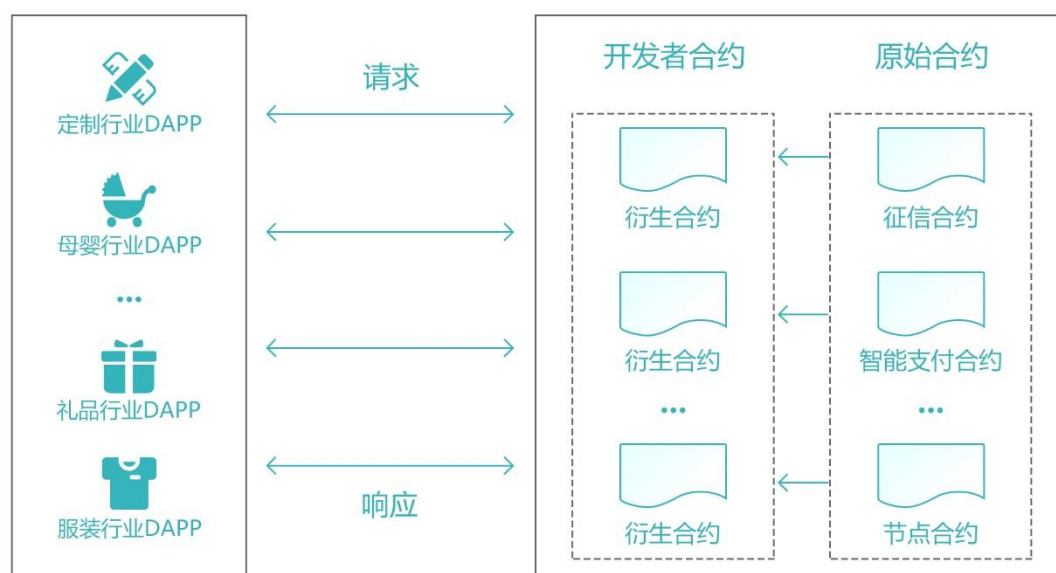 定制行业DAPP
母婴行业DAPP
...
礼品行业DAPP
服装行业DAPP
请求
响应
开发者合约
衍生合约
衍生合约
...
衍生合约
原始合约
征信合约
智能支付合约
...
节点合约